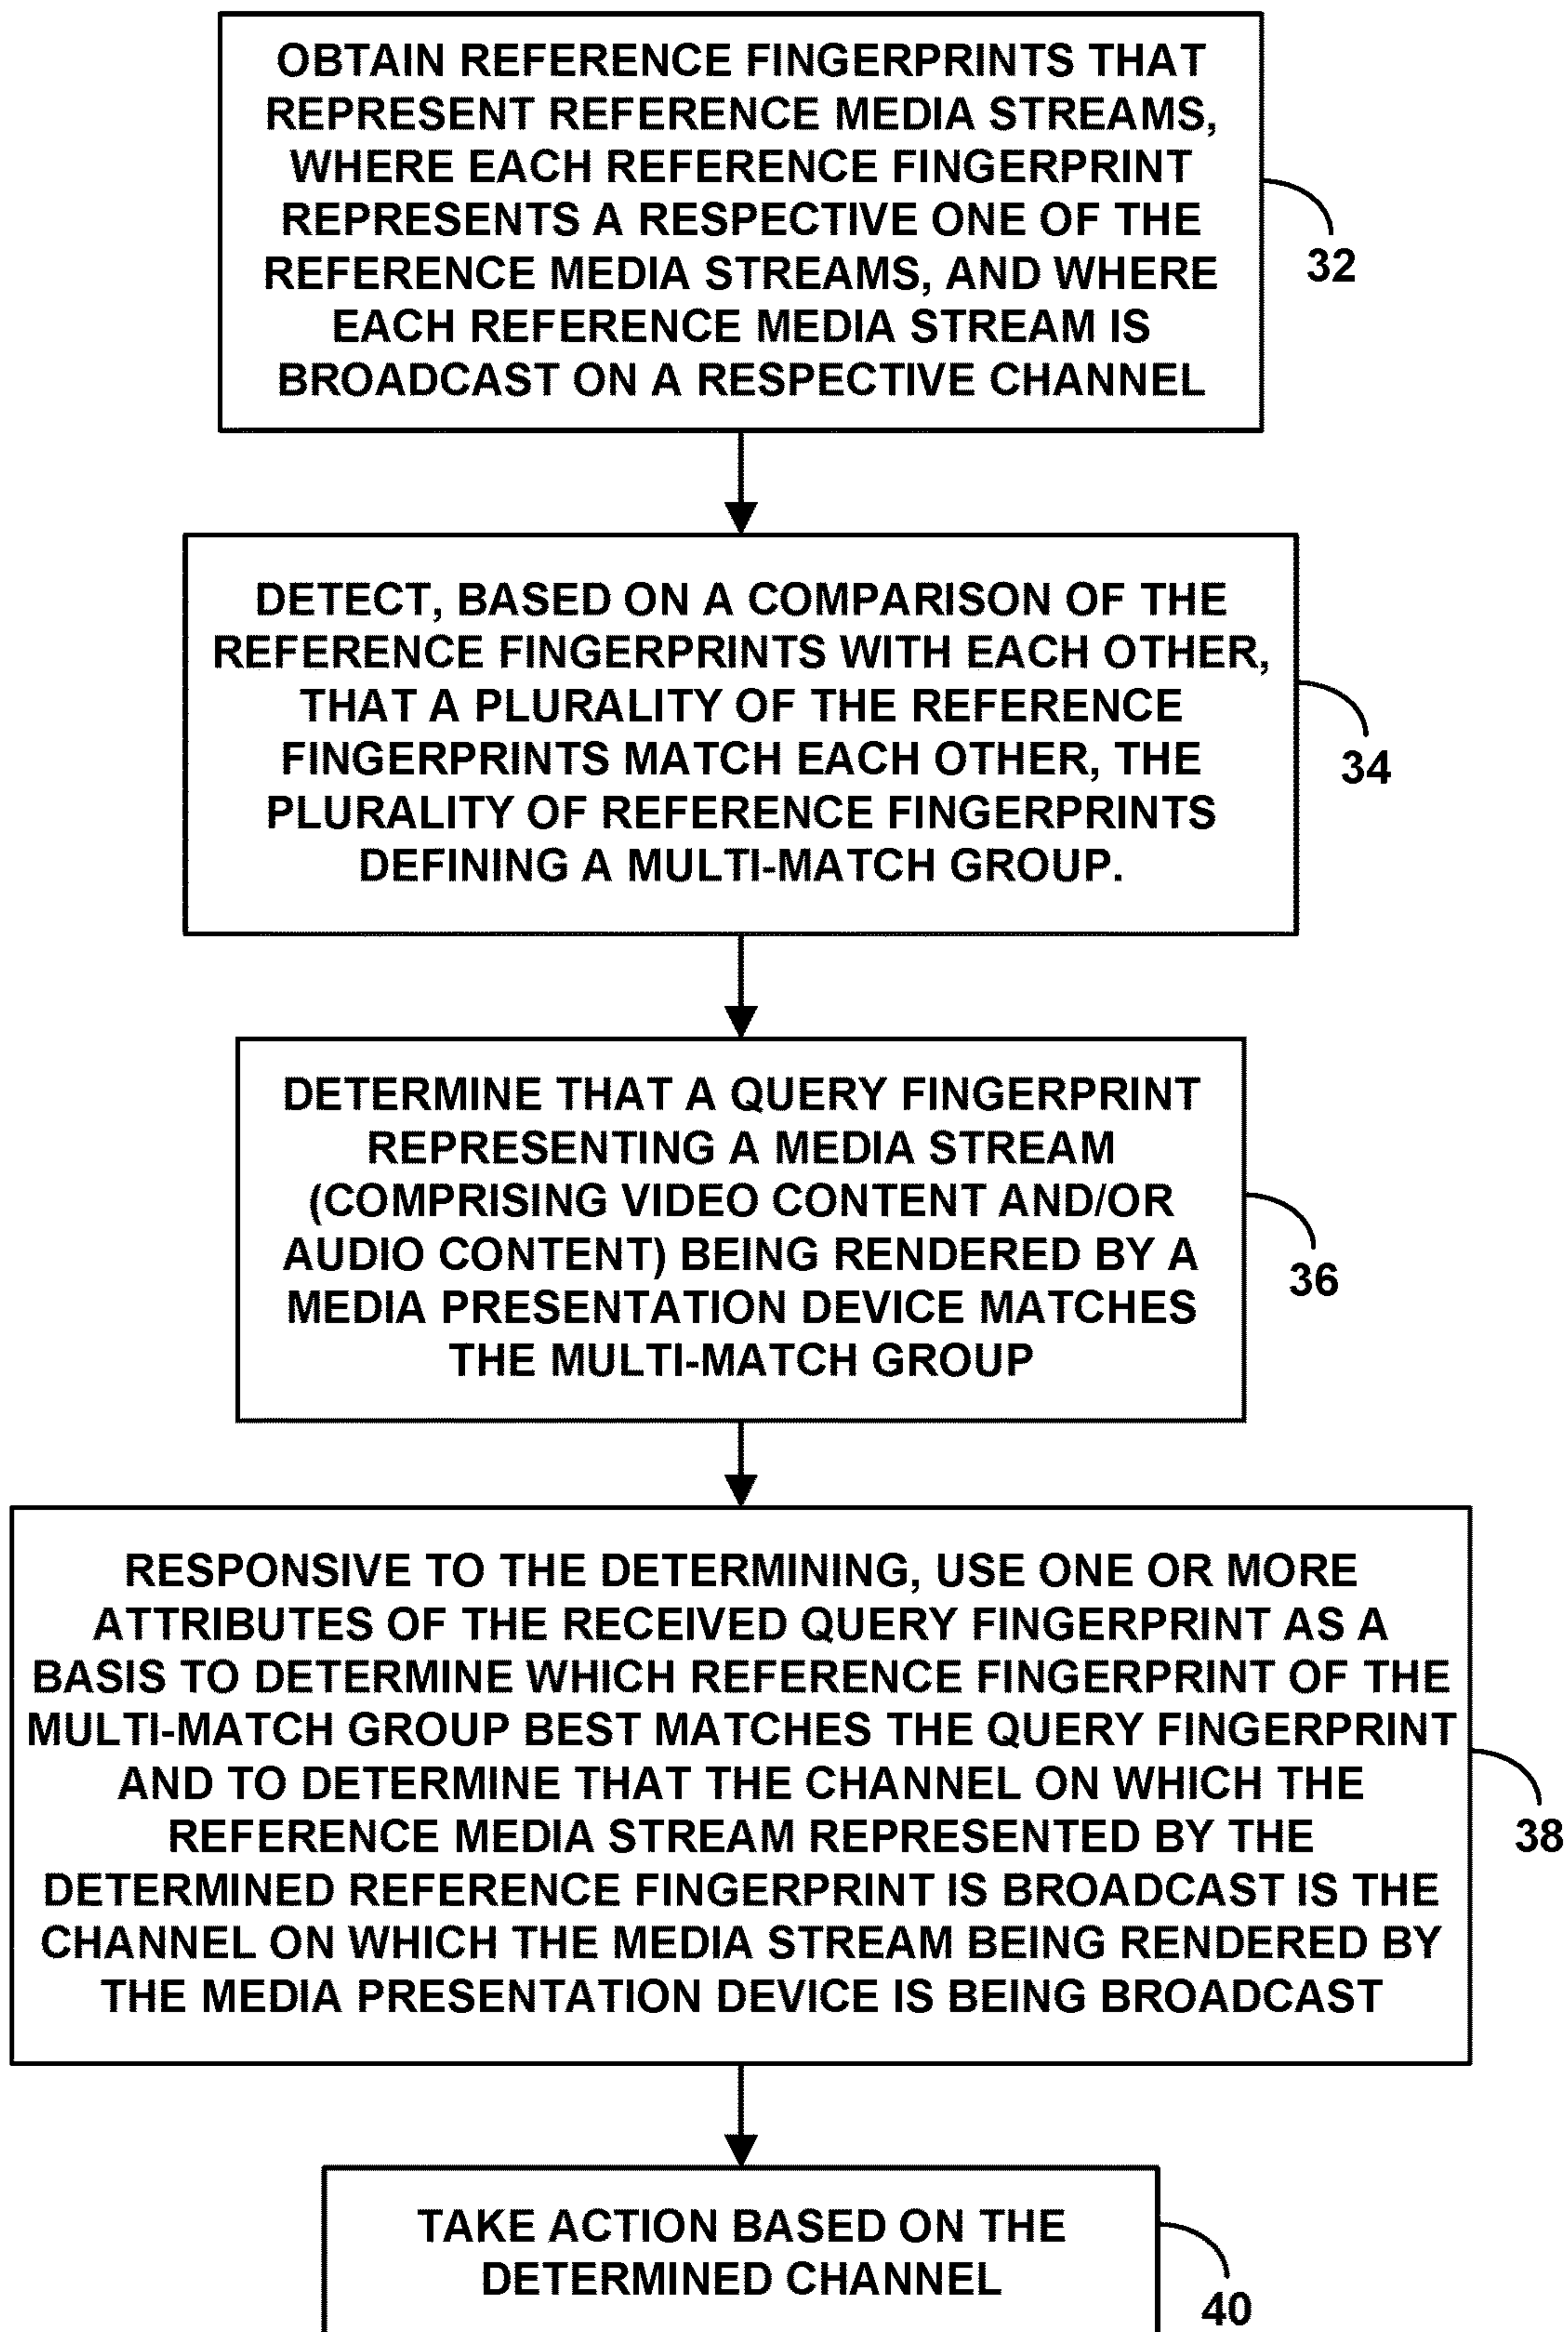 OBTAIN REFERENCE FINGERPRINTS THAT
REPRESENT REFERENCE MEDIA STREAMS,
WHERE EACH REFERENCE FINGERPRINT
REPRESENTS A RESPECTIVE ONE OF THE
REFERENCE MEDIA STREAMS, AND WHERE
EACH REFERENCE MEDIA STREAM IS
BROADCAST ON A RESPECTIVE CHANNEL
32
DETECT, BASED ON A COMPARISON OF THE
REFERENCE FINGERPRINTS WITH EACH OTHER,
THAT A PLURALITY OF THE REFERENCE
FINGERPRINTS MATCH EACH OTHER, THE
PLURALITY OF REFERENCE FINGERPRINTS
DEFINING A MULTI-MATCH GROUP.
34
DETERMINE THAT A QUERY FINGERPRINT
REPRESENTING A MEDIA STREAM
(COMPRISING VIDEO CONTENT AND/OR
AUDIO CONTENT) BEING RENDERED BY A
MEDIA PRESENTATION DEVICE MATCHES
THE MULTI-MATCH GROUP
36
RESPONSIVE TO THE DETERMINING, USE ONE OR MORE
ATTRIBUTES OF THE RECEIVED QUERY FINGERPRINT AS A
BASIS TO DETERMINE WHICH REFERENCE FINGERPRINT OF THE
MULTI-MATCH GROUP BEST MATCHES THE QUERY FINGERPRINT
AND TO DETERMINE THAT THE CHANNEL ON WHICH THE
REFERENCE MEDIA STREAM REPRESENTED BY THE
DETERMINED REFERENCE FINGERPRINT IS BROADCAST IS THE
CHANNEL ON WHICH THE MEDIA STREAM BEING RENDERED BY
THE MEDIA PRESENTATION DEVICE IS BEING BROADCAST
38
TAKE ACTION BASED ON THE
DETERMINED CHANNEL
40